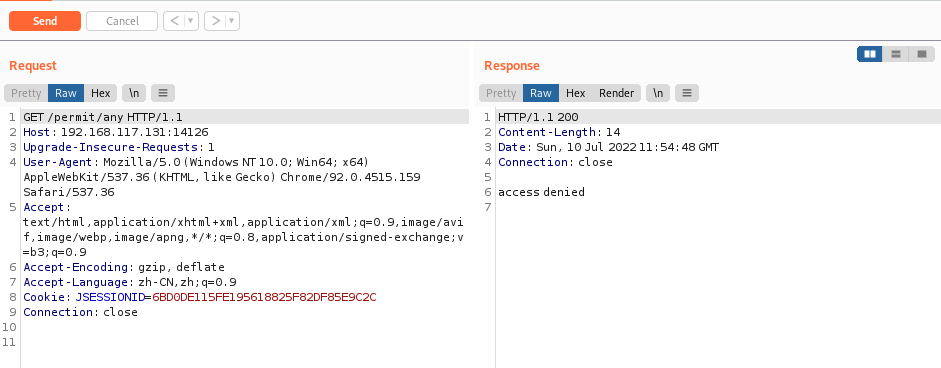 Send Cancel < | ▼ > | ▼
Request
Pretty Raw Hex \n ≡
1 GET /permit/any HTTP/1.1
2 Host: 192.168.117.131:14126
3 Upgrade-Insecure-Requests: 1
4 User-Agent: Mozilla/5.0 (Windows NT 10.0; Win64; x64)
AppleWebKit/537.36 (KHTML, like Gecko) Chrome/92.0.4515.159
Safari/537.36
5 Accept:
text/html,application/xhtml+xml,application/xml;q=0.9,image/avi
f,image/webp,image/apng,*/*;q=0.8,application/signed-exchange;v
=b3;q=0.9
6 Accept-Encoding: gzip, deflate
7 Accept-Language: zh-CN,zh;q=0.9
8 Cookie: JSESSIONID=6BD0DE115FE195618825F82DF85E9C2C
9 Connection: close
10
11
Response
Pretty Raw Hex Render \n ≡
1 HTTP/1.1 200
2 Content-Length: 14
3 Date: Sun, 10 Jul 2022 11:54:48 GMT
4 Connection: close
5
6 access denied
7